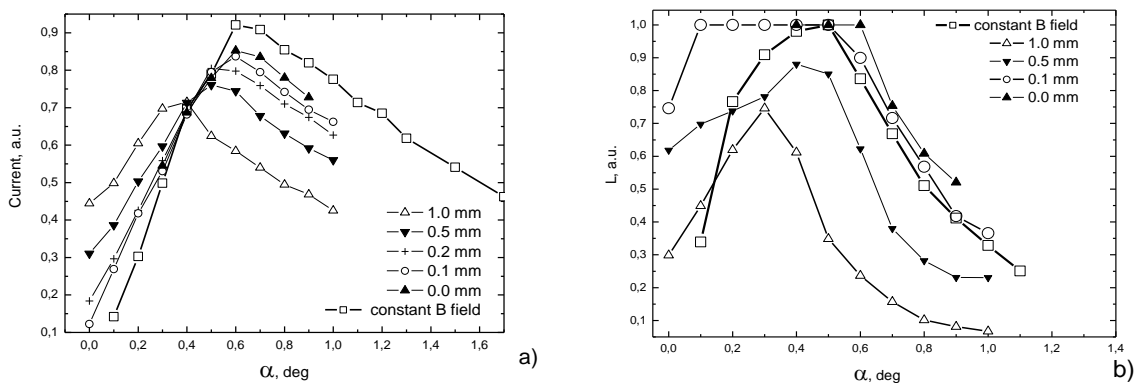 0,9
0,8
0,7
0,6
0,5
0,4
0,3
0,2
0,1
Current, a.u.
0,0 0,2 0,4 0,6 0,8 1,0 1,2 1,4 1,6
α, deg
1.0 mm
0.5 mm
0.2 mm
0.1 mm
0.0 mm
constant B field
a)
1,0
0,9
0,8
0,7
0,6
0,5
0,4
0,3
0,2
0,1
L, a.u.
0,0 0,2 0,4 0,6 0,8 1,0 1,2 1,4
α, deg
constant B field
1.0 mm
0.5 mm
0.1 mm
0.0 mm
b)